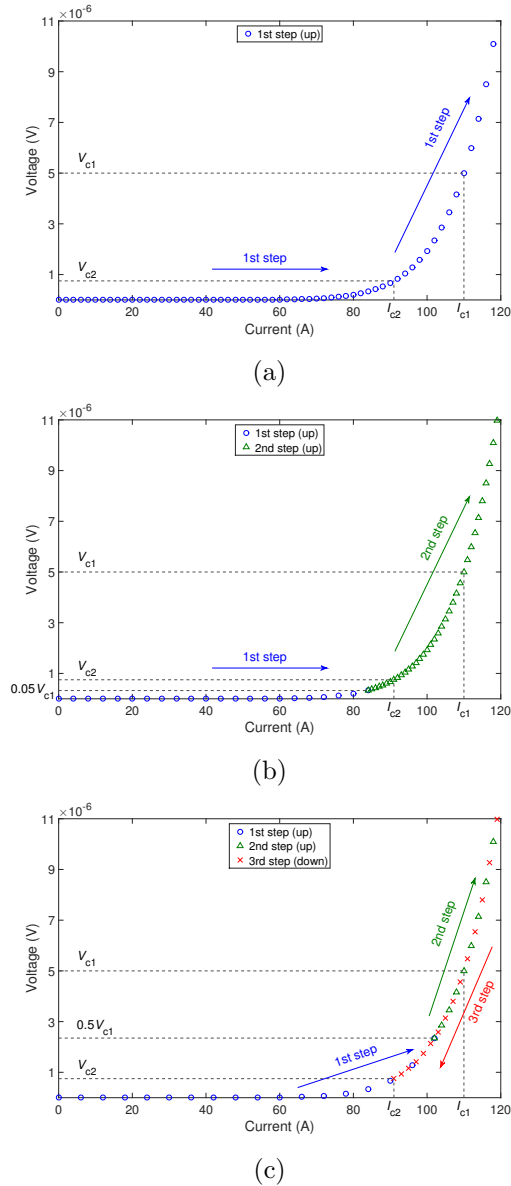 ×10⁻⁶
1st step (up)
11
9
7
5
3
1
Voltage (V)
V_c1
V_c2
1st step
1st step
0 20 40 60 80 100 120
I_c2 I_c1
Current (A)
(a)
×10⁻⁶
1st step (up)
2nd step (up)
11
9
7
5
3
1
0.05V_c1
Voltage (V)
V_c1
V_c2
1st step
2nd step
0 20 40 60 80 100 120
I_c2 I_c1
Current (A)
(b)
×10⁻⁶
1st step (up)
2nd step (up)
3rd step (down)
11
9
7
5
3
1
Voltage (V)
V_c1
0.5V_c1
V_c2
1st step
2nd step
3rd step
0 20 40 60 80 100 120
I_c2 I_c1
Current (A)
(c)